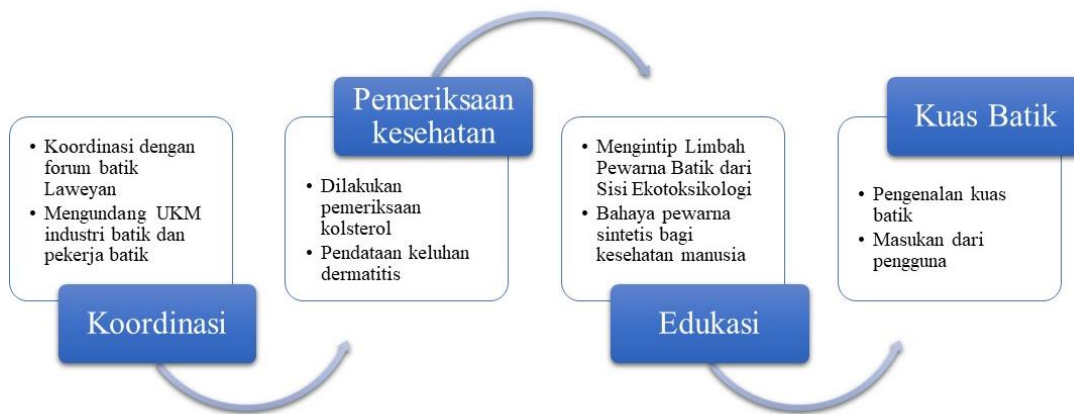 • Koordinasi dengan
forum batik
Laweyan
• Mengundang UKM
industri batik dan
pekerja batik
Koordinasi
Pemeriksaan
kesehatan
• Dilakukan
pemeriksaan
kolsterol
• Pendataan keluhan
dermatitis
• Mengintip Limbah
Pewarna Batik dari
Sisi Ekotoksikologi
• Bahaya pewarna
sintetis bagi
kesehatan manusia
Edukasi
Kuas Batik
• Pengenalan kuas
batik
• Masukan dari
pengguna